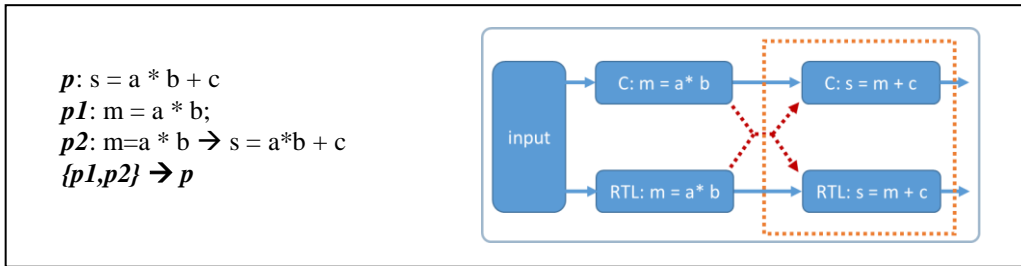 p: s = a * b + c
p1: m = a * b;
p2: m=a * b → s = a*b + c
{p1,p2} → p
input
C: m = a* b
C: s = m + c
RTL: m = a* b
RTL: s = m + c